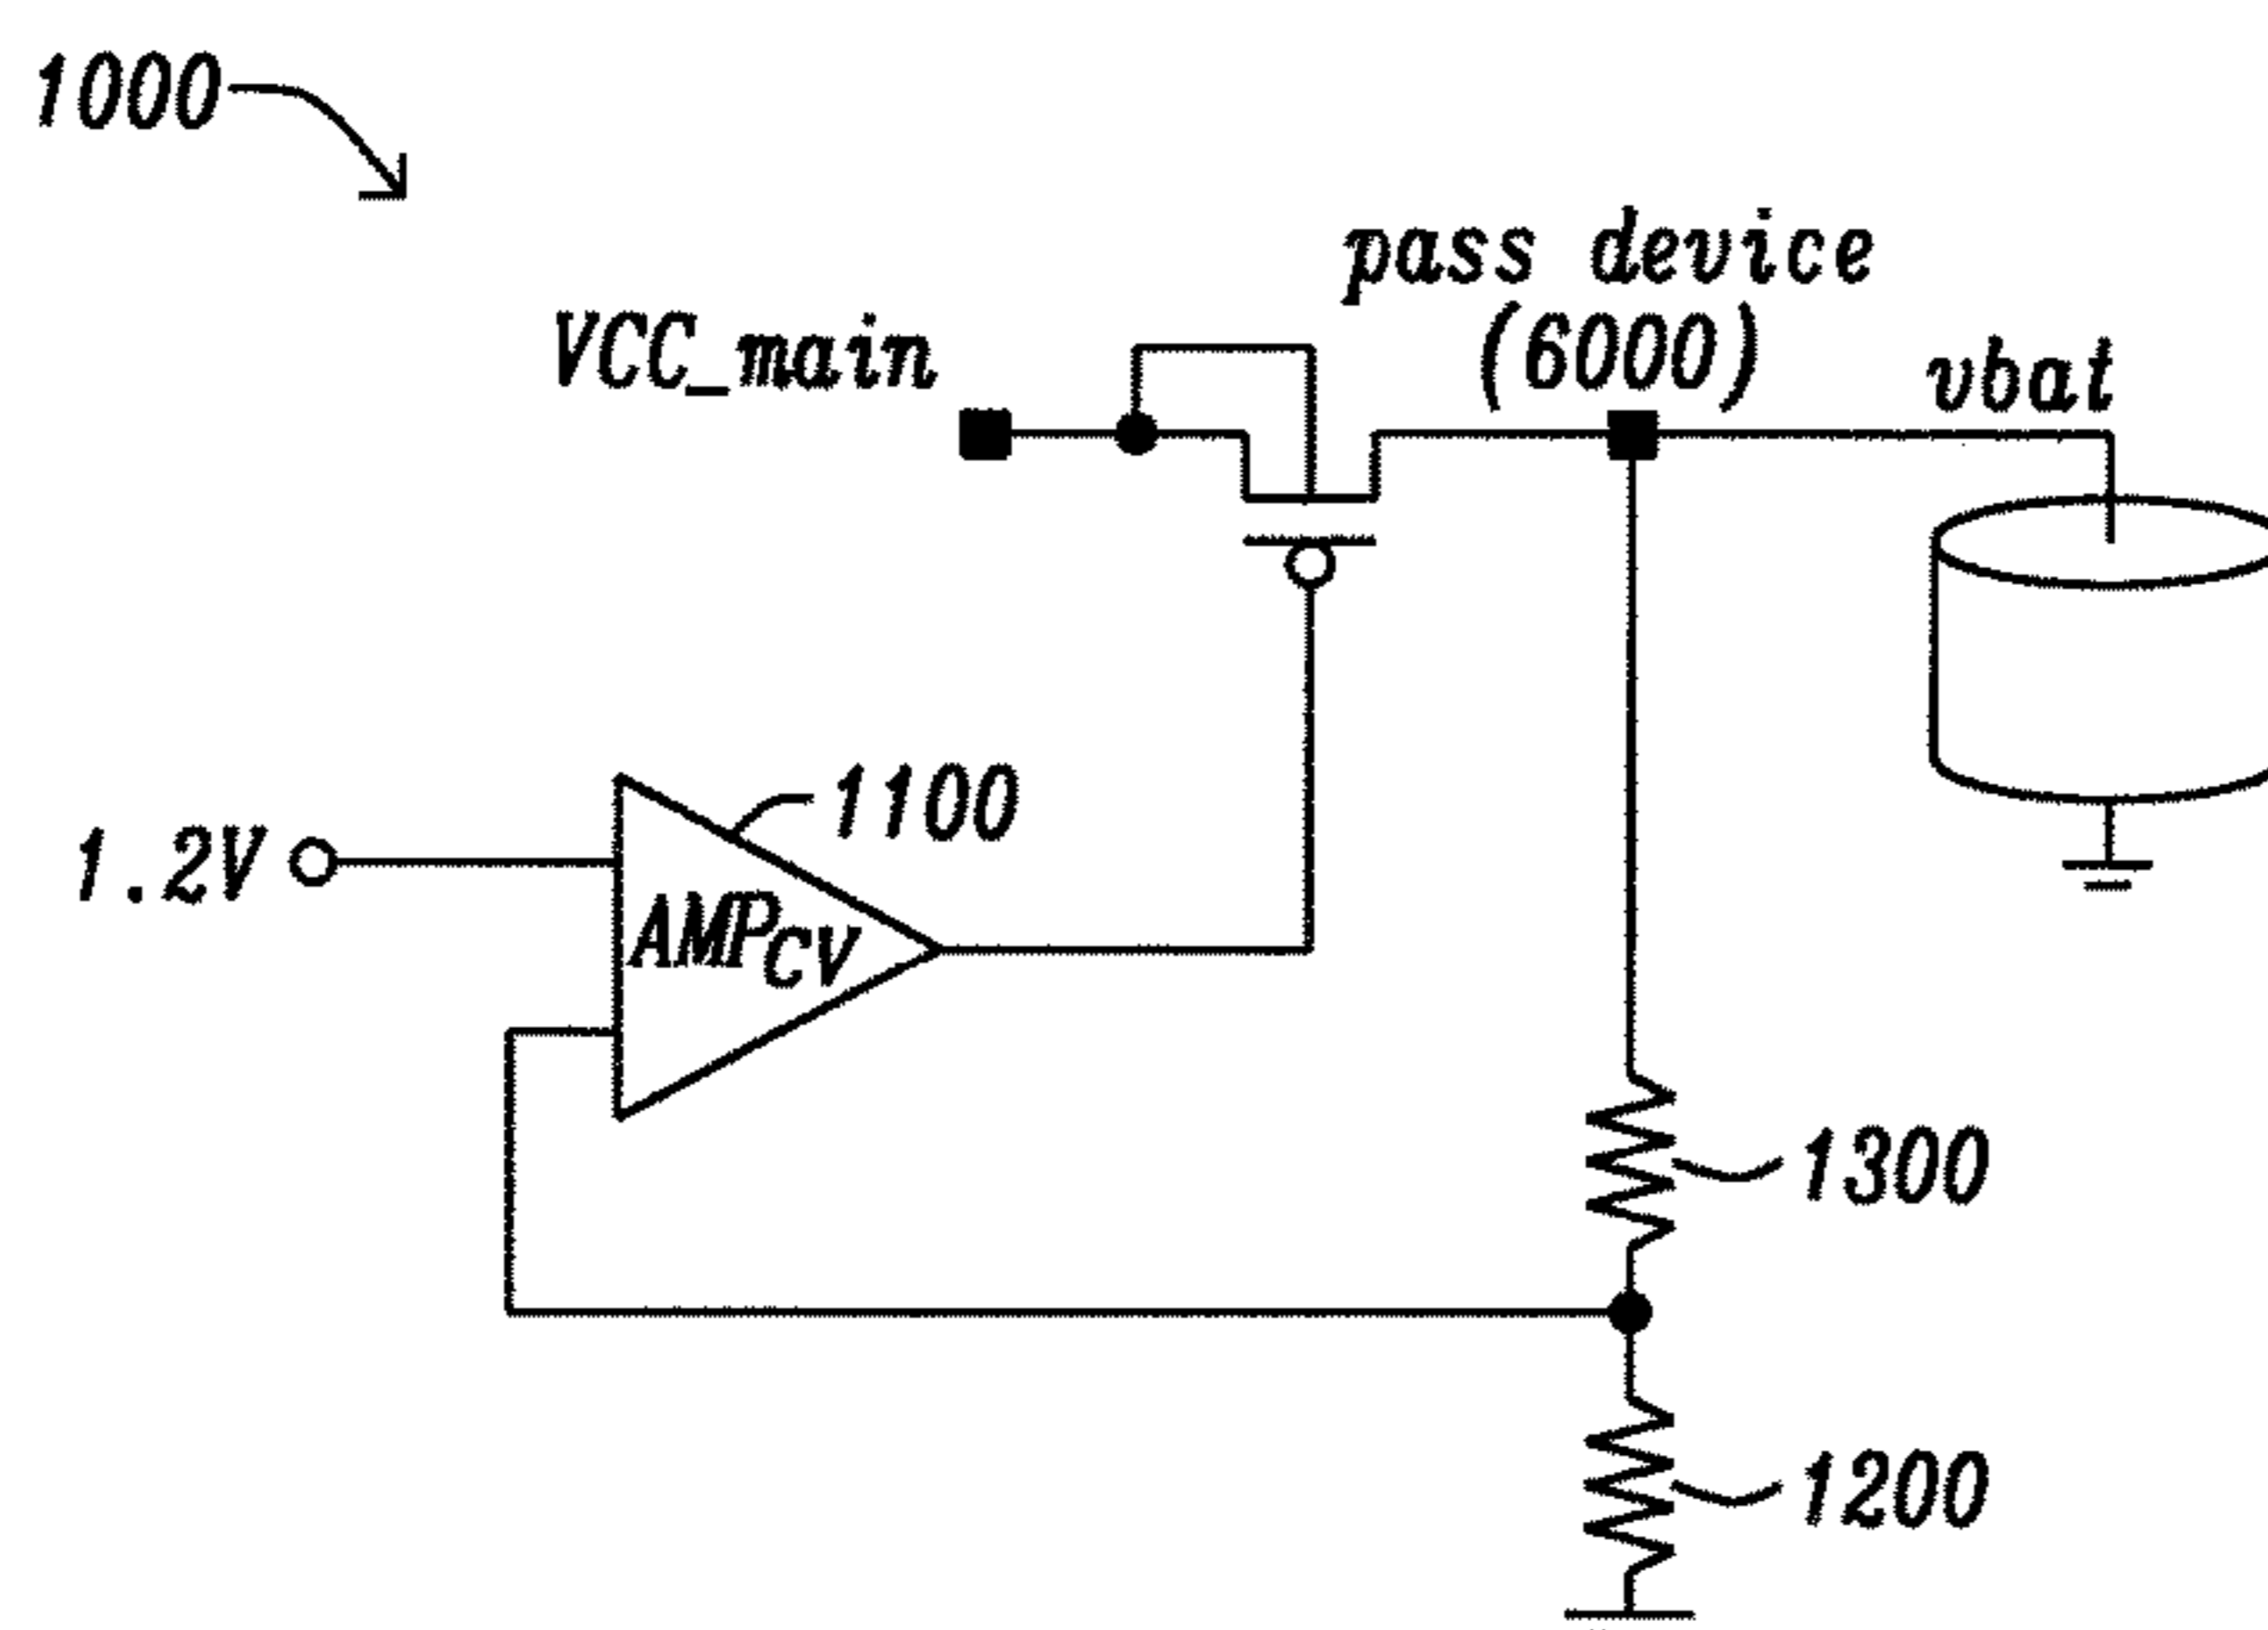 1000
pass device
(6000)
VCC_main
vbat
1100
1.2V
AMPCV
1300
1200